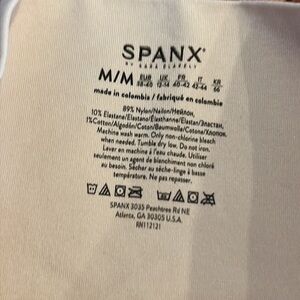 SPANX®
BY SARA BLAKELY
M/M EUR UK FR IT KR
38-40 12-14 40-42 42-44 66
made in colombia / fabriqué en colombie
89% Nylon/Nailon/Нейлон,
10% Elastane/Elastano/Élasthanne/Elastan/Эластан,
1% Cotton/Algodón/Coton/Baumwolle/Cotone/Хлопок.
Machine wash warm. Only non-chlorine bleach
when needed. Tumble dry low. Do not iron.
Laver en machine à l'eau chaude. Utiliser
seulement un agent de blanchiment non chloré
au besoin. Sécher au sèche-linge à basse
température. Ne pas repasser.
SPANX 3035 Peachtree Rd NE
Atlanta, GA 30305 U.S.A.
RN112121